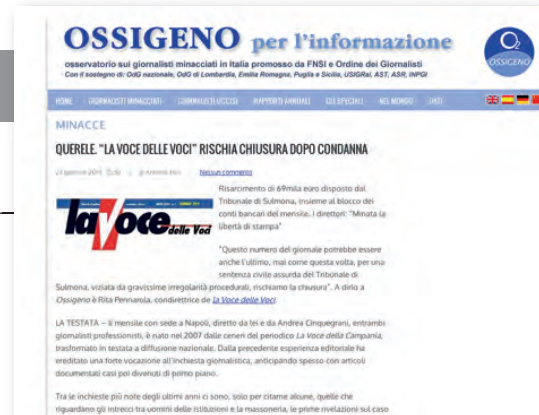 OSSIGENO per l'informazione
osservatorio sui giornalisti minacciati in Italia promosso da FNSI e Ordine dei Giornalisti
Con il sostegno di: OdG nazionale, OdG di Lombardia, Emilia Romagna, Puglia e Sicilia, USIGRai, AST, ASR, INPGI
O2
OSSIGENO
HOME GIORNALISTI MINACCIATI GIORNALISTI UCCISI RAPPORTI ANNUALI GLI SPECIALI NEL MONDO DATI
MINACCE
QUERELE. "LA VOCE DELLE VOCI" RISCHIA CHIUSURA DOPO CONDANNA
Nessun commento
Risarcimento di 69mila euro disposto dal
Tribunale di Sulmona, insieme al blocco dei
conti bancari del mensile. I direttori: "Minata la
libertà di stampa"
la Voce delle Voci
"Questo numero del giornale potrebbe essere
anche l'ultimo, mai come questa volta, per una
sentenza civile assurda del Tribunale di
Sulmona, viziata da gravissime irregolarità procedurali, rischiamo la chiusura". A dirlo a
Ossigeno è Rita Pennarola, condirettrice de La Voce delle Voci.
LA TESTATA – Il mensile con sede a Napoli, diretto da lei e da Andrea Cinquegrani, entrambi
giornalisti professionisti, è nato nel 2007 dalle ceneri del periodico La Voce della Campania,
trasformato in testata a diffusione nazionale. Dalla precedente esperienza editoriale ha
ereditato una forte vocazione all'inchiesta giornalistica, anticipando spesso con articoli
documentati casi poi divenuti di primo piano.
Tra le inchieste più note degli ultimi anni ci sono, solo per citarne alcune, quelle che
riguardano gli intrecci tra uomini delle istituzioni e la massoneria, le prime rivelazioni sul caso